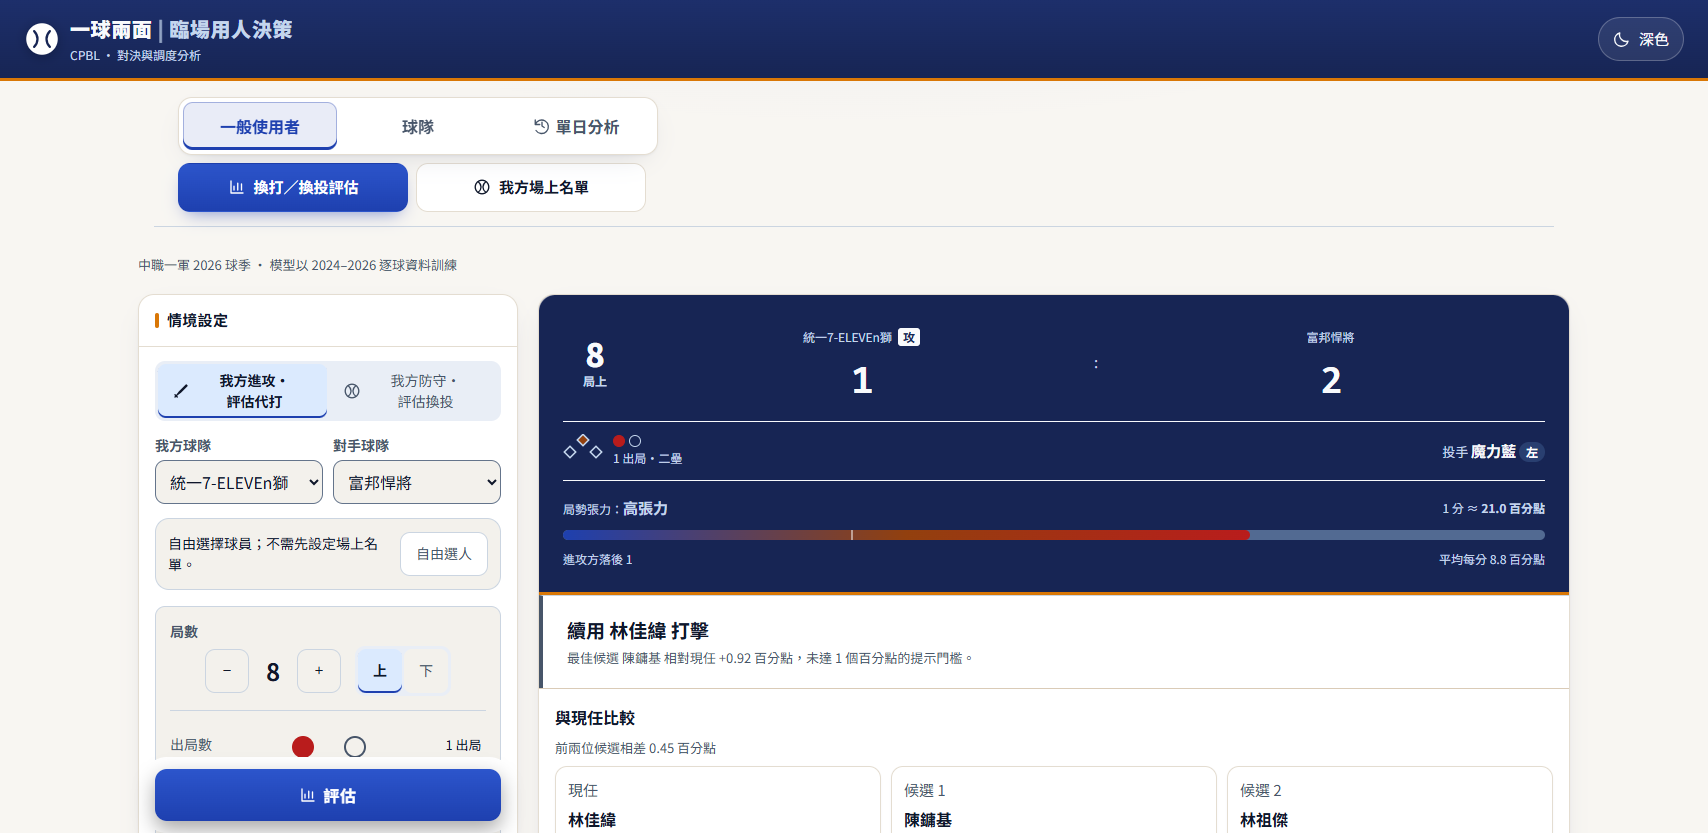 一球兩面｜臨場用人決策
CPBL • 對決與調度分析
深色
一般使用者
球隊
單日分析
換打／換投評估
我方場上名單
中職一軍 2026 球季 • 模型以 2024–2026 逐球資料訓練
情境設定
我方進攻・
評估代打
我方防守・
評估換投
我方球隊
對手球隊
統一7-ELEVEn獅
富邦悍將
自由選擇球員；不需先設定場上名
單。
自由選人
局數
−
8
+
上
下
出局數
1 出局
評估
8
局上
統一7-ELEVEn獅 攻
1
:
富邦悍將
2
1 出局・二壘
投手 魔力藍 左
局勢張力：高張力
1 分 ≈ 21.0 百分點
進攻方落後 1
平均每分 8.8 百分點
續用 林佳緯 打擊
最佳候選 陳鏞基 相對現任 +0.92 百分點，未達 1 個百分點的提示門檻。
與現任比較
前兩位候選相差 0.45 百分點
現任
林佳緯
候選 1
陳鏞基
候選 2
林祖傑